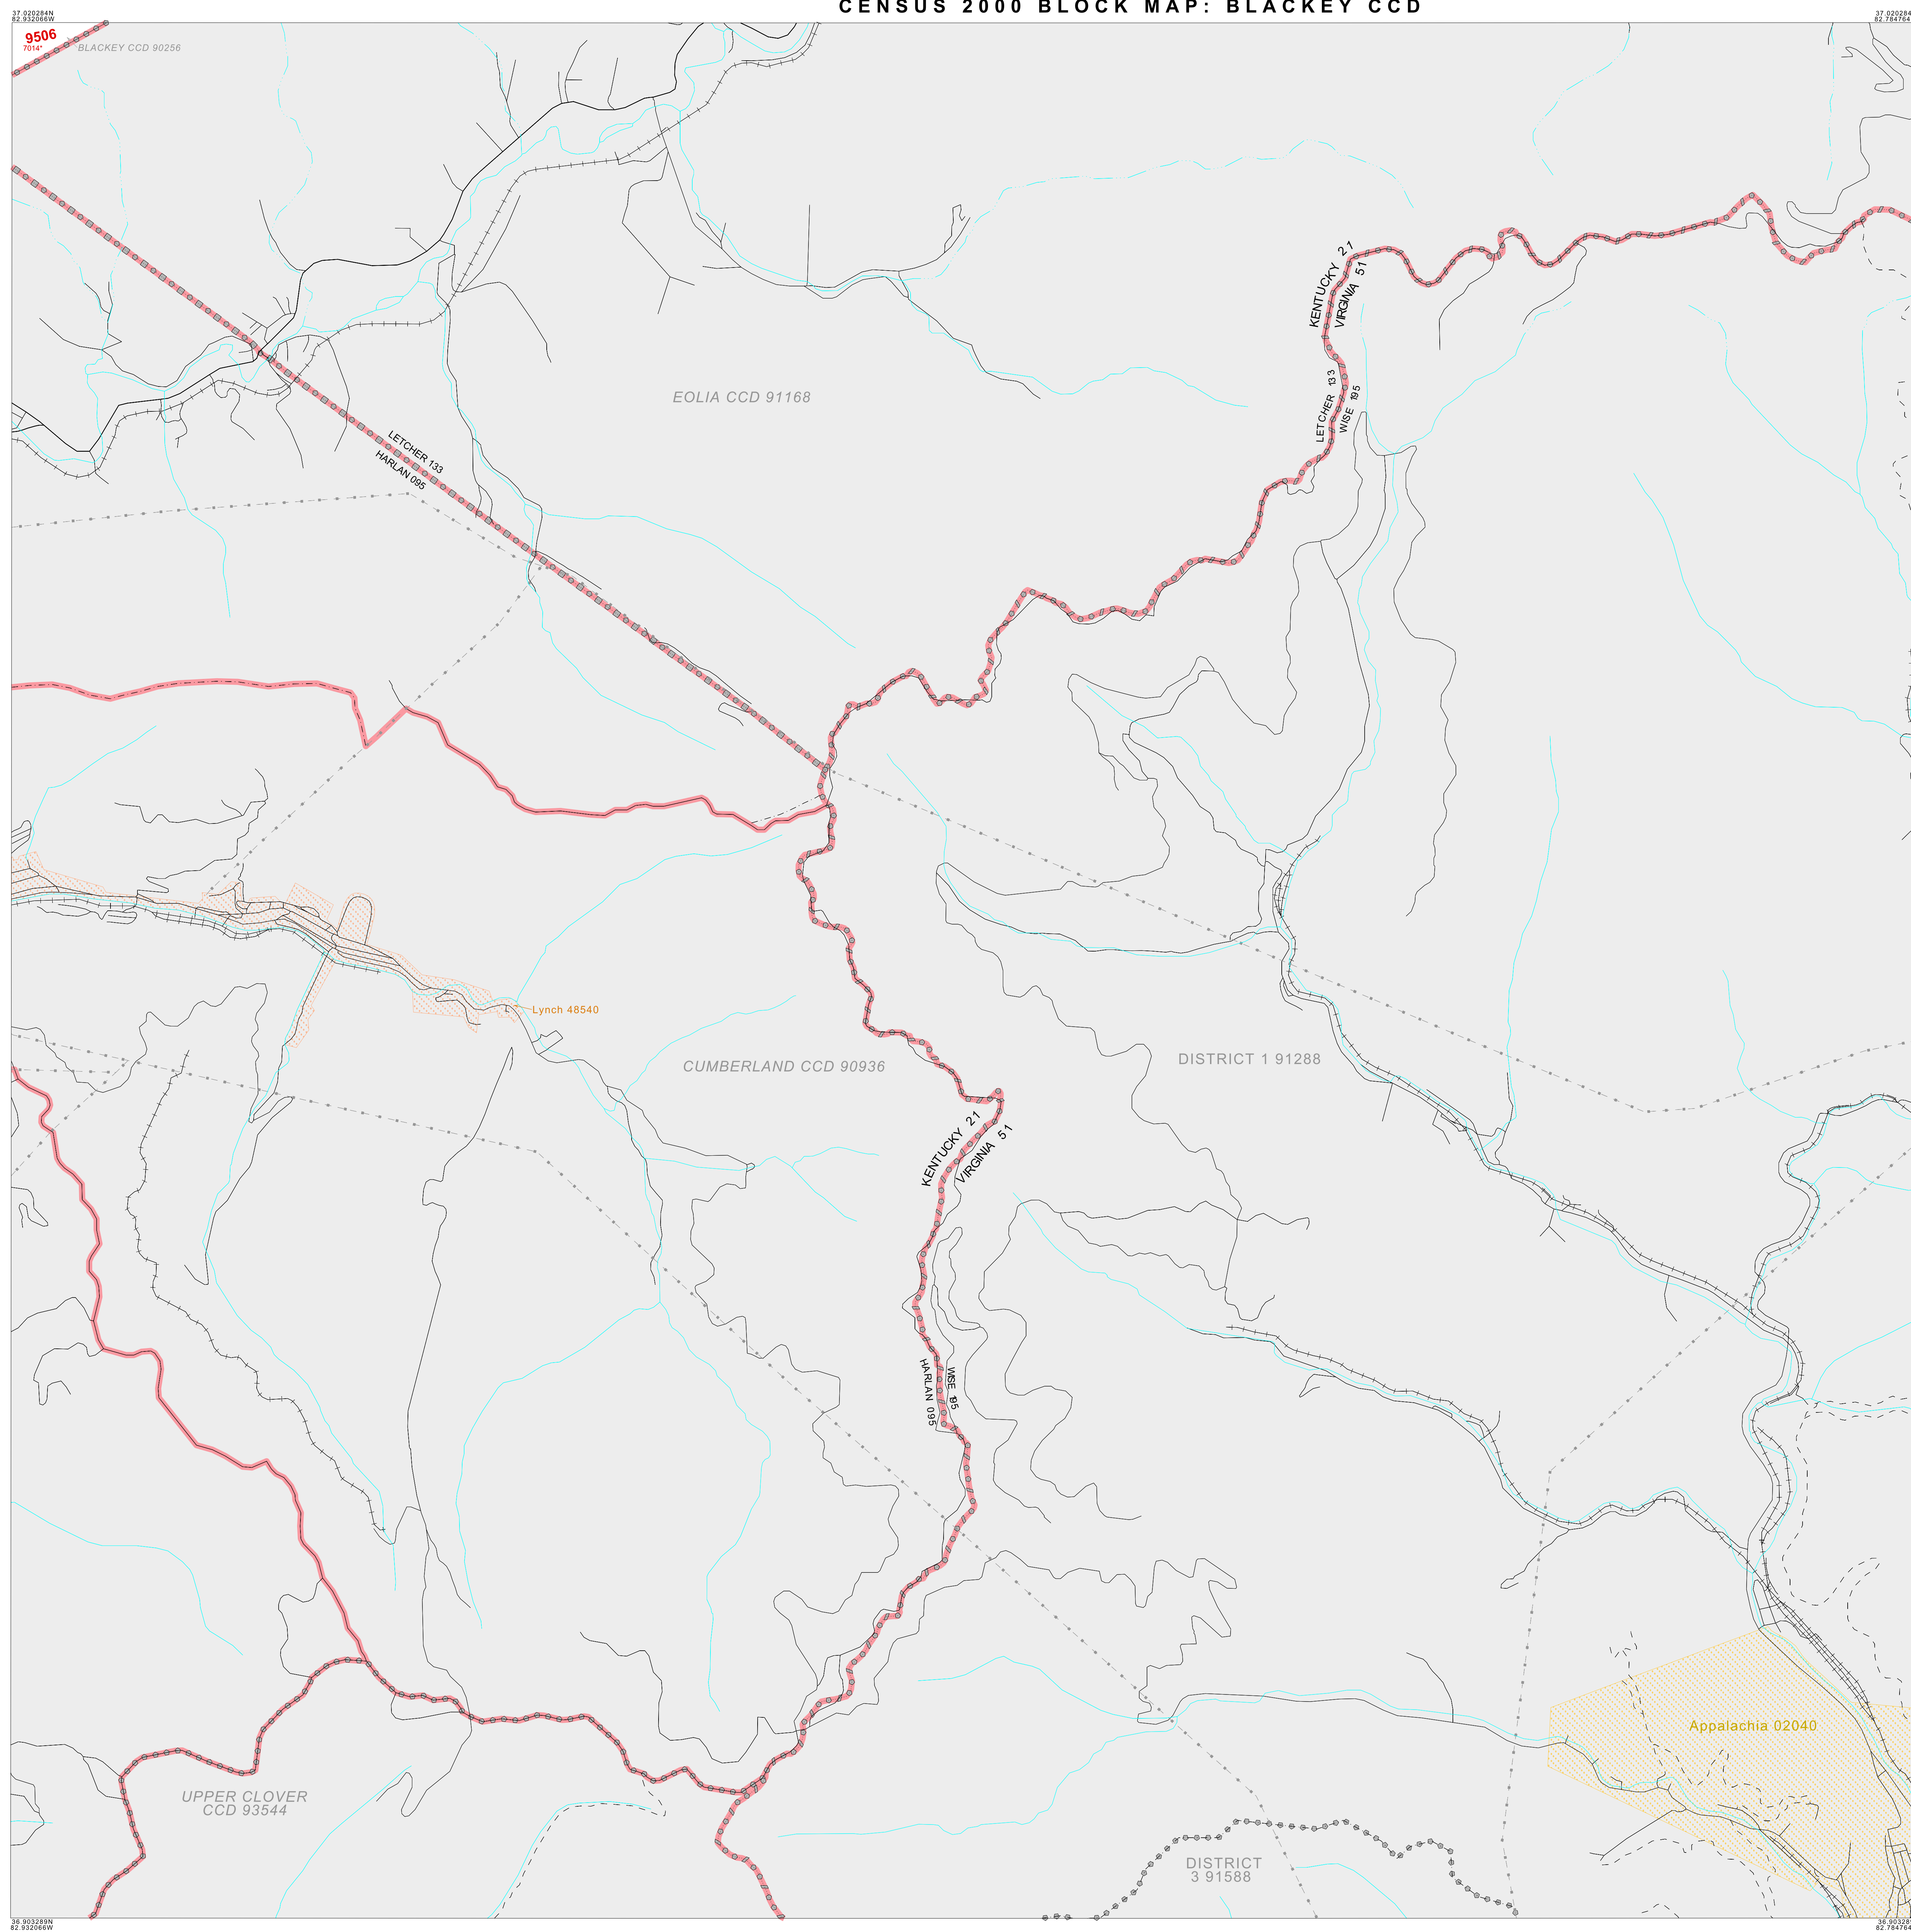 CENSUS 2000 BLOCK MAP: BLACKEY CCD
37.020284N
82.932066W
37.020284
82.784764
9506
7014*
BLACKEY CCD 90256
KENTUCKY 21
VIRGINIA 51
LETCHER 133
WISE 195
EOLIA CCD 91168
LETCHER 133
HARLAN 095
Lynch 48540
CUMBERLAND CCD 90936
DISTRICT 1 91288
KENTUCKY 21
VIRGINIA 51
HARLAN 095
WISE 195
Appalachia 02040
UPPER CLOVER
CCD 93544
DISTRICT
3 91588
36.903289N
82.932066W
36.903289
82.784764